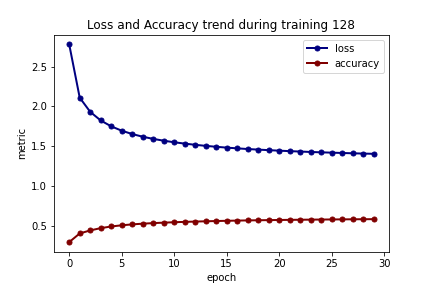 Loss and Accuracy trend during training 128
loss
accuracy
metric
2.5
2.0
1.5
1.0
0.5
0 5 10 15 20 25 30
epoch